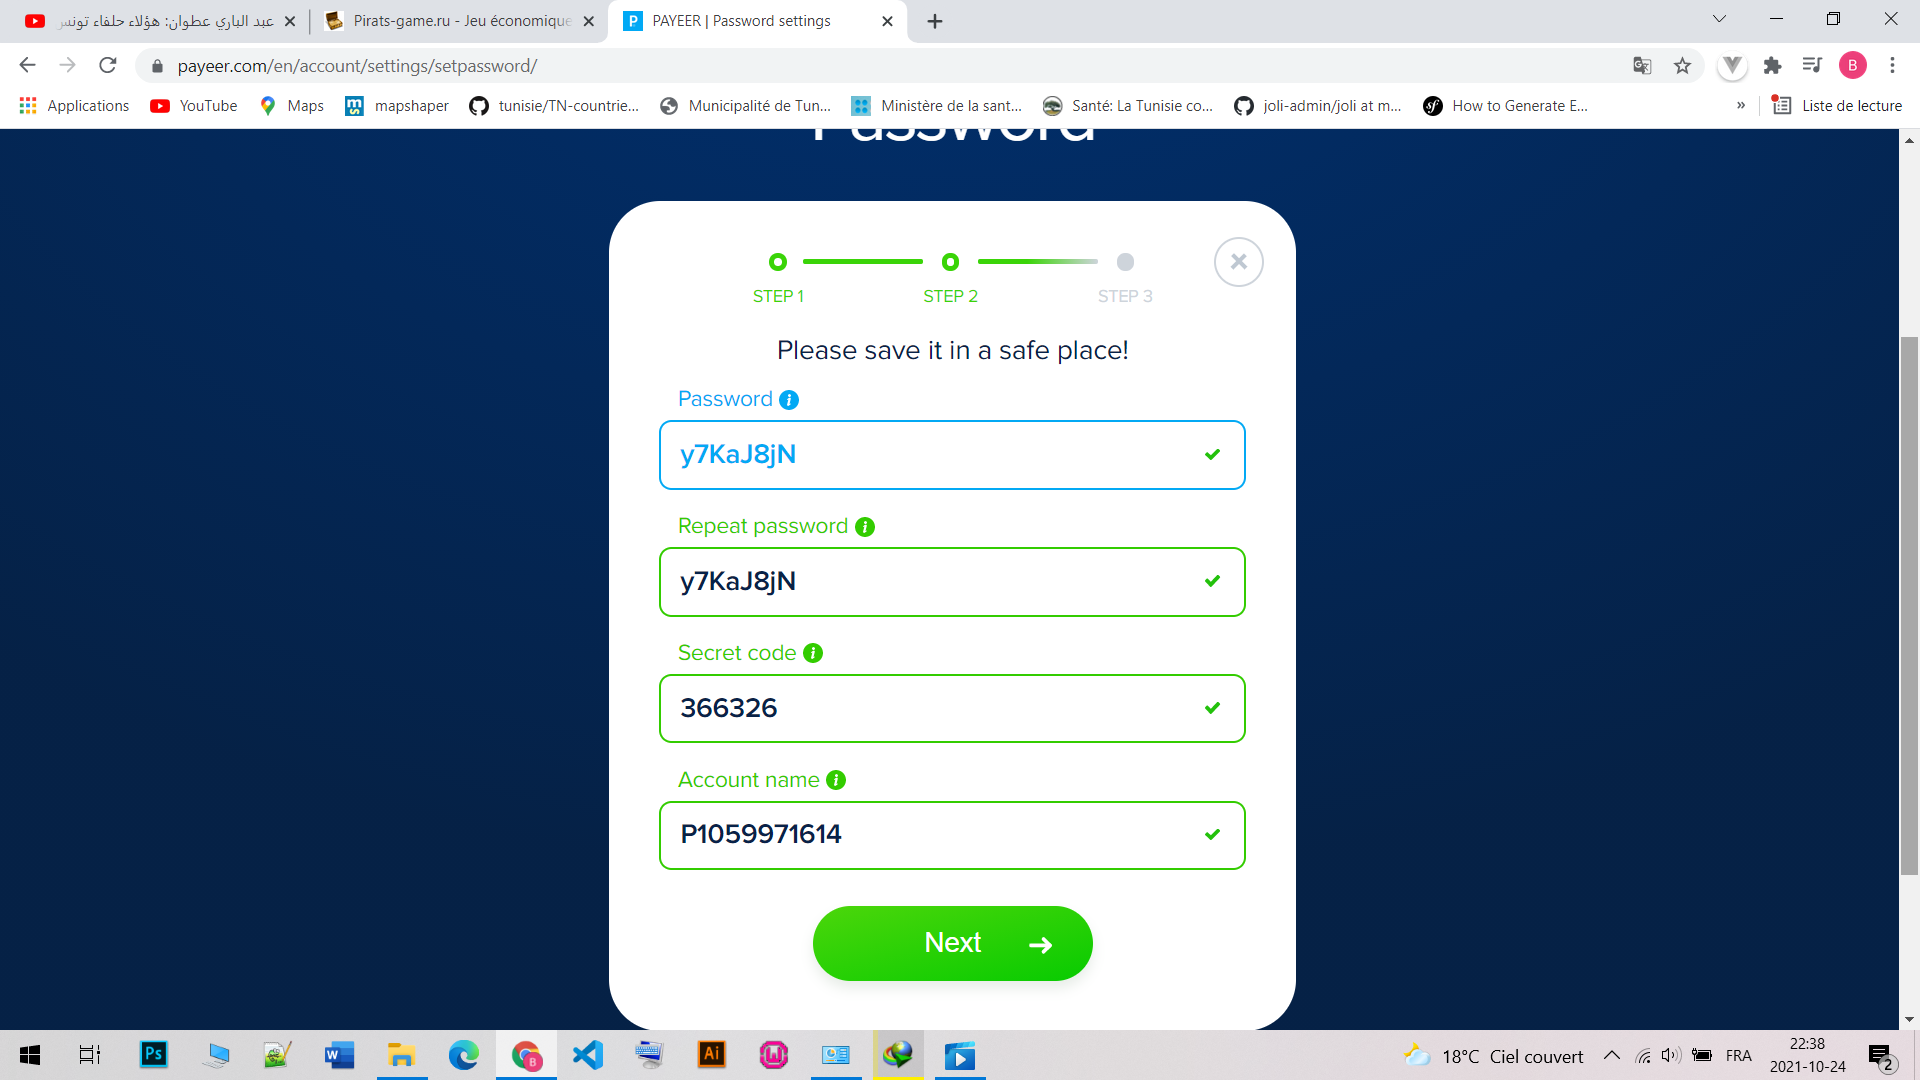 عبد الباري عطوان: هؤلاء حلفاء تونس
Pirats-game.ru - Jeu économique
PAYEER | Password settings
payeer.com/en/account/settings/setpassword/
B
Applications
YouTube
Maps
mapshaper
tunisie/TN-countrie...
Municipalité de Tun...
Ministère de la sant...
Santé: La Tunisie co...
joli-admin/joli at m...
How to Generate E...
»
Liste de lecture
Password
STEP 1
STEP 2
STEP 3
Please save it in a safe place!
Password
y7KaJ8jN
Repeat password
y7KaJ8jN
Secret code
366326
Account name
P1059971614
Next
18°C Ciel couvert
FRA
22:38
2021-10-24
2